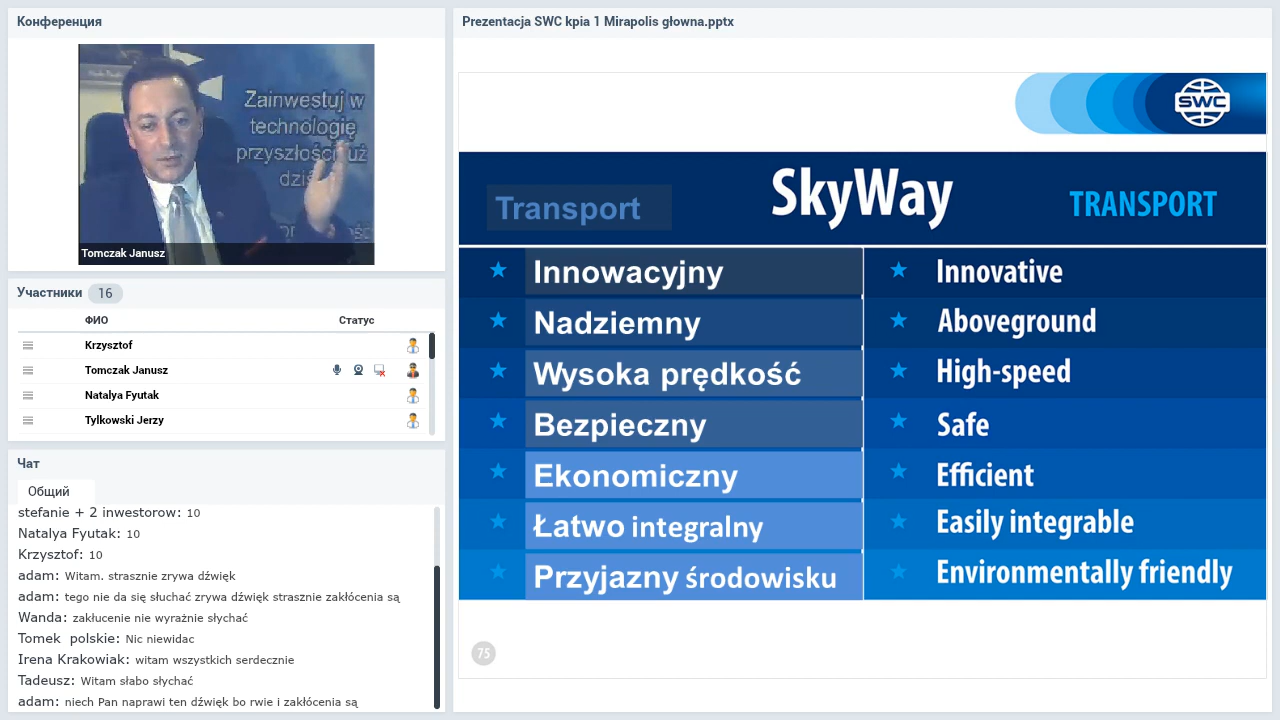 Конференция
Zainwestuj w
technologię
przyszłości już
dziś
Tomczak Janusz
Участники 16
ФИО Статус
Krzysztof
Tomczak Janusz
Natalya Fyutak
Tylkowski Jerzy
Чат
Общий
stefanie + 2 inwestorow: 10
Natalya Fyutak: 10
Krzysztof: 10
adam: Witam. strasznie zrywa dźwięk
adam: tego nie da się słuchać zrywa dźwięk strasznie zakłócenia są
Wanda: zakłucenie nie wyrażnie słychać
Tomek polskie: Nic niewidac
Irena Krakowiak: witam wszystkich serdecznie
Tadeusz: Witam słabo słychać
adam: niech Pan naprawi ten dźwięk bo rwie i zakłócenia są
Prezentacja SWC kpia 1 Mirapolis głowna.pptx
SWC
Transport SkyWay TRANSPORT
Innowacyjny Innovative
Nadziemny Aboveground
Wysoka prędkość High-speed
Bezpieczny Safe
Ekonomiczny Efficient
Łatwo integralny Easily integrable
Przyjazny środowisku Environmentally friendly
75